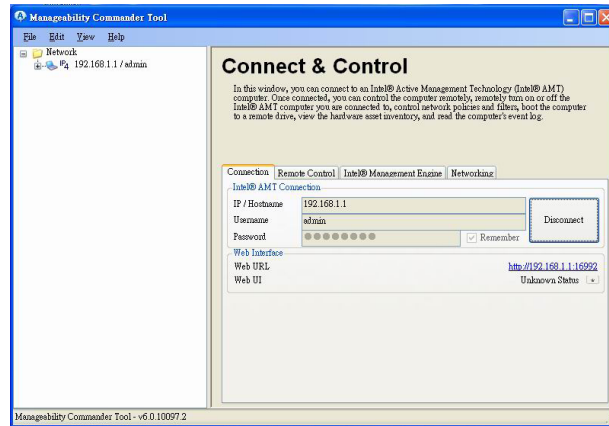 Manageability Commander Tool
File Edit View Help
Network
IP4 192.168.1.1 / admin
Connect & Control
In this window, you can connect to an Intel® Active Management Technology (Intel® AMT)
computer. Once connected, you can control the computer remotely, remotely turn on or off the
Intel® AMT computer you are connected to, control network policies and filters, boot the computer
to a remote drive, view the hardware asset inventory, and read the computer's event log.
Connection Remote Control Intel® Management Engine Networking
Intel® AMT Connection
IP / Hostname 192.168.1.1
Username admin
Disconnect
Password ●●●●●●●● Remember
Web Interface
Web URL http://192.168.1.1:16992
Web UI Unknown Status
Manageability Commander Tool - v6.0.10097.2